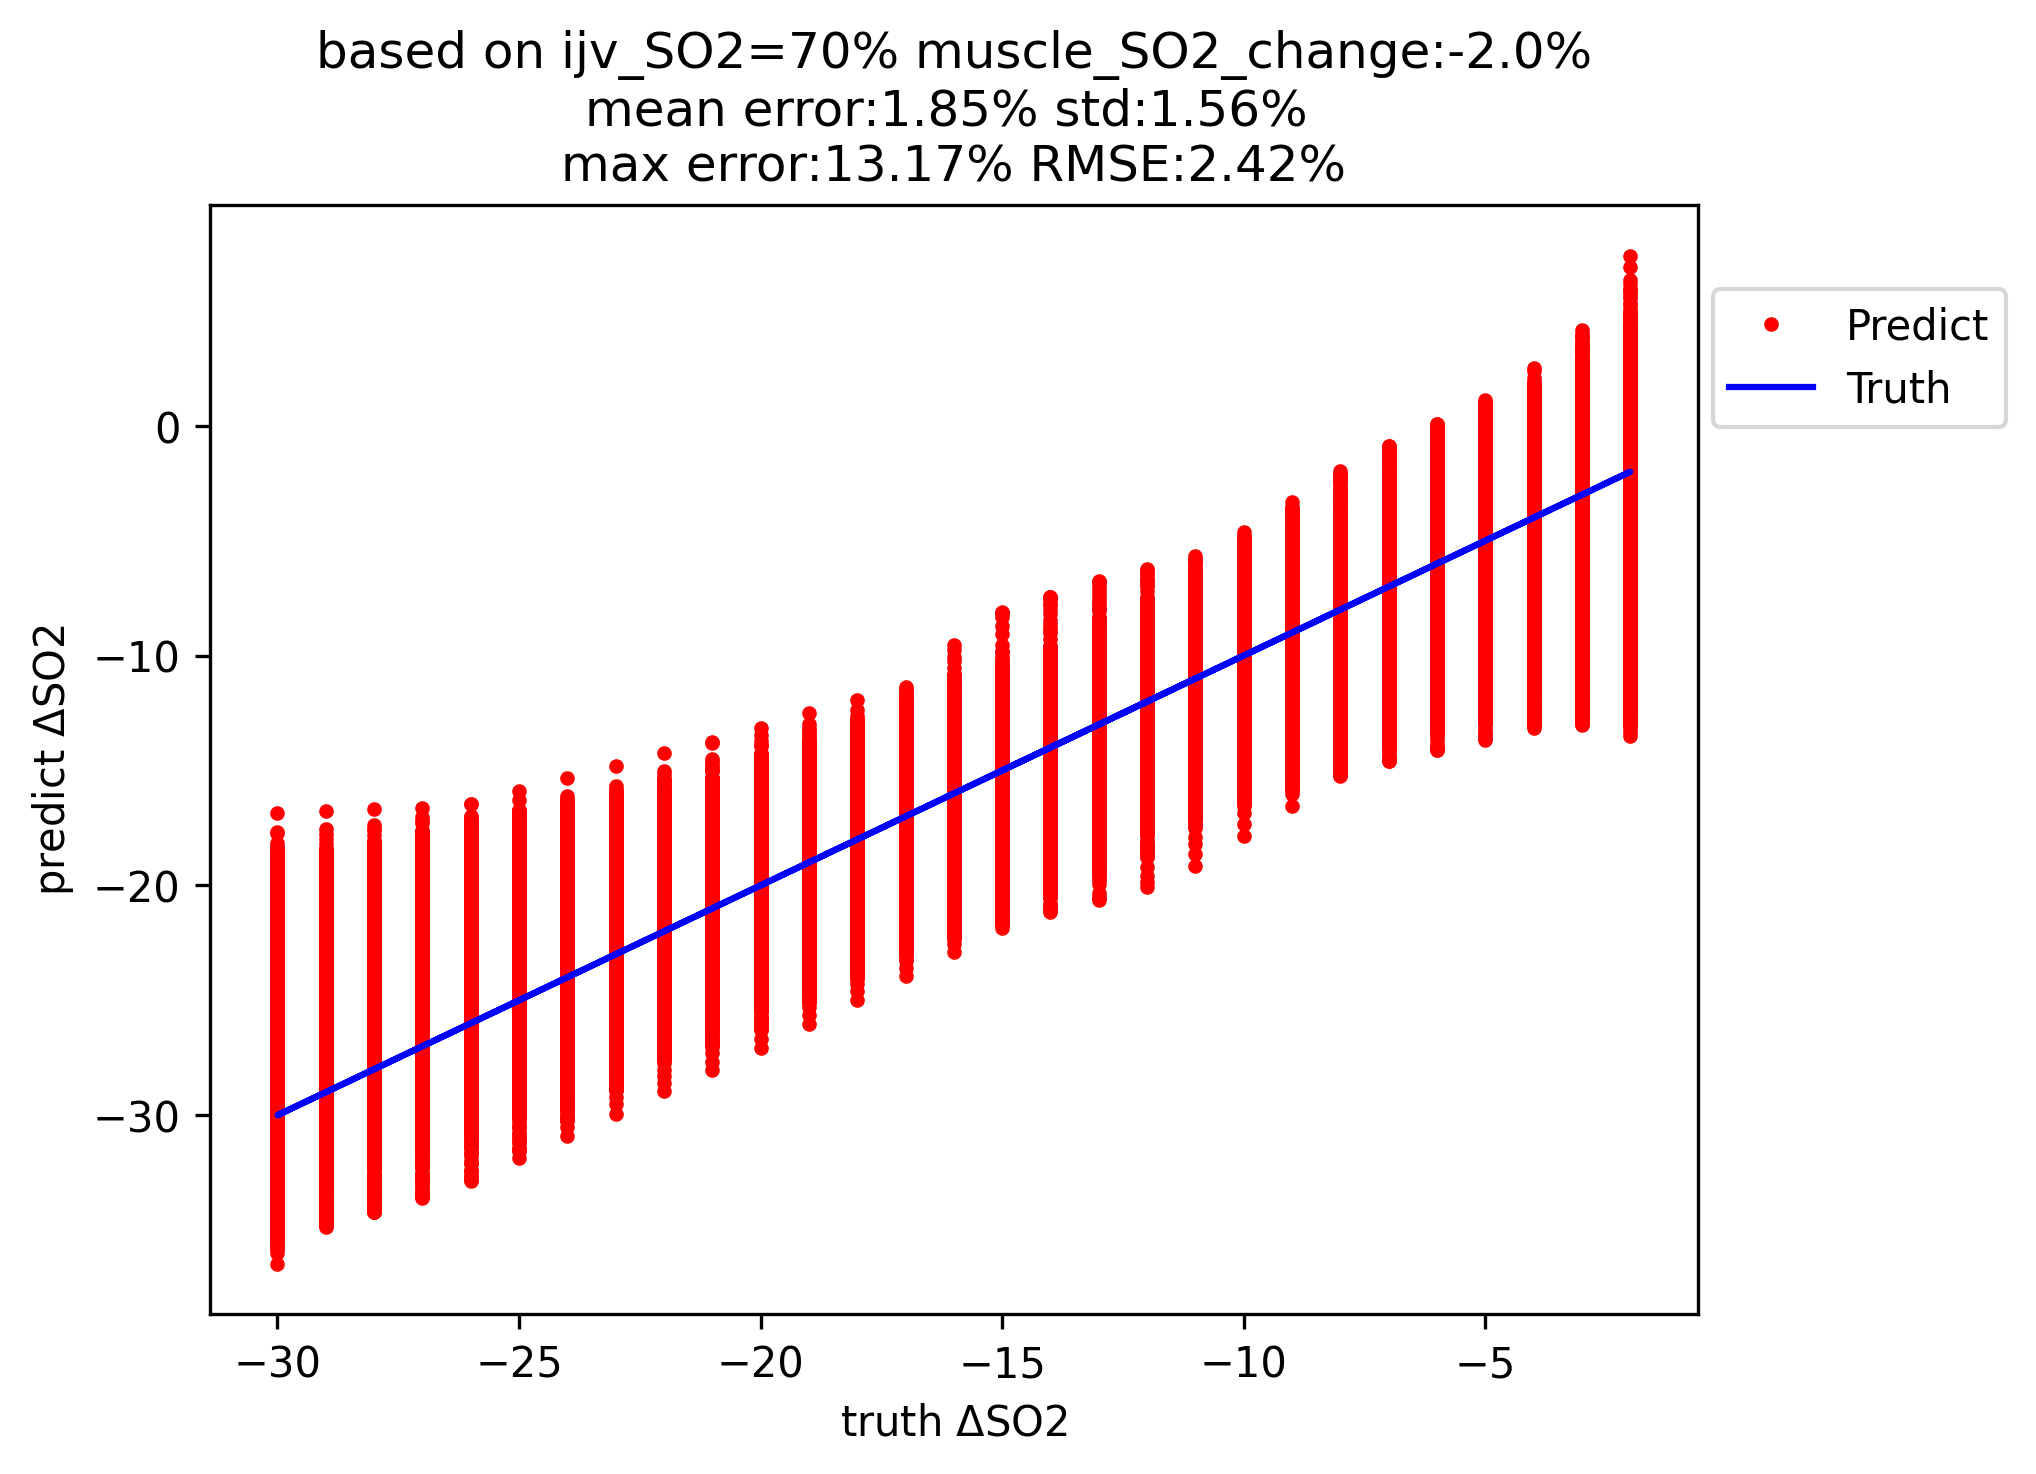 based on ijv_SO2=70% muscle_SO2_change:-2.0%
mean error:1.85% std:1.56%
max error:13.17% RMSE:2.42%
Predict
Truth
0
−10
−20
−30
predict ΔSO2
−30
−25
−20
−15
−10
−5
truth ΔSO2